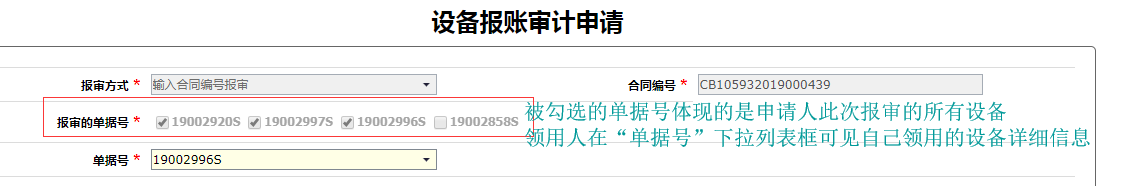 设备报账审计申请
报审方式 * 输入合同编号报审 合同编号 * CB105932019000439
被勾选的单据号体现的是申请人此次报审的所有设备
报审的单据号 * 19002920S 19002997S 19002996S 19002858S
领用人在“单据号”下拉列表框可见自己领用的设备详细信息
单据号 * 19002996S